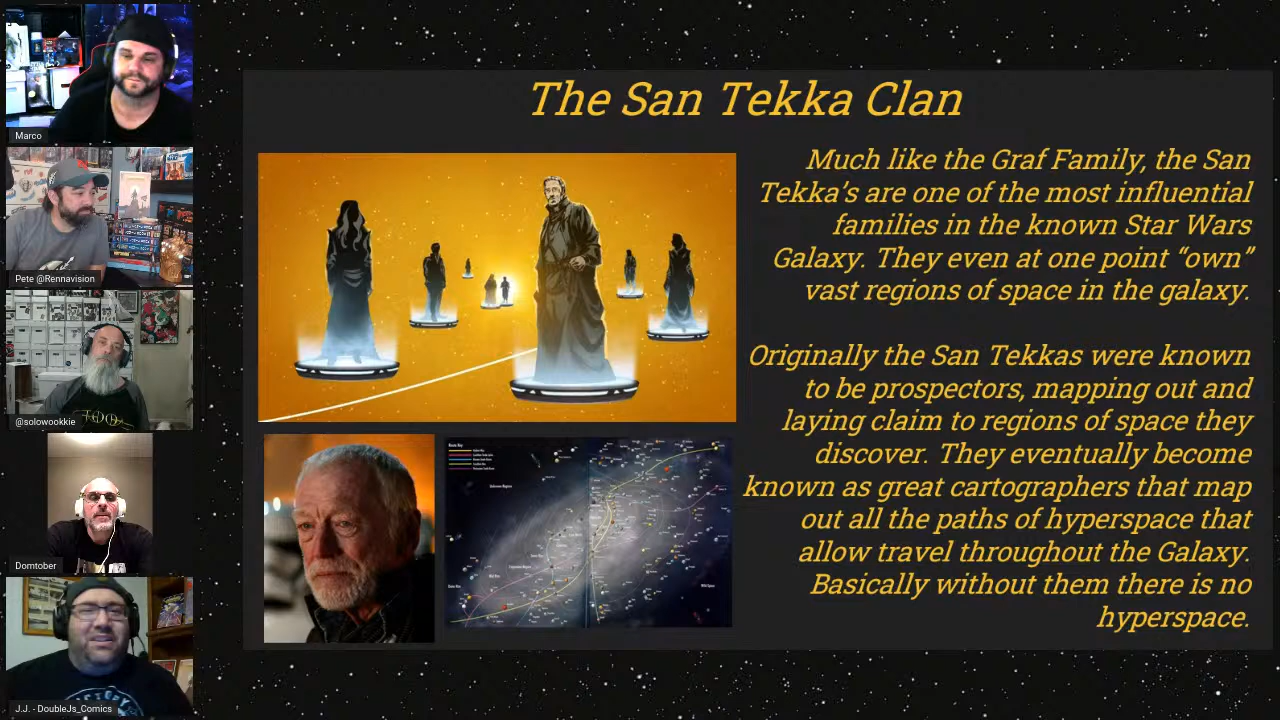 The San Tekka Clan
Much like the Graf Family, the San
Tekka's are one of the most influential
families in the known Star Wars
Galaxy. They even at one point “own”
vast regions of space in the galaxy.
Originally the San Tekkas were known
to be prospectors, mapping out and
laying claim to regions of space they
discover. They eventually become
known as great cartographers that map
out all the paths of hyperspace that
allow travel throughout the Galaxy.
Basically without them there is no
hyperspace.
Marco
Pete @Rennavision
@solowookkie
Domtober
J.J. - DoubleJs_Comics